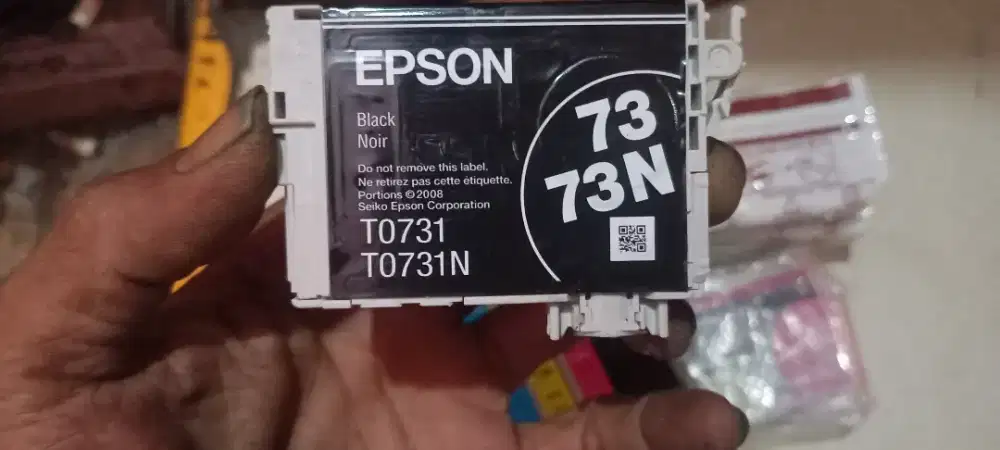 EPSON
Black
Noir
Do not remove this label.
Ne retirez pas cette étiquette.
Portions ©2008
Seiko Epson Corporation
T0731
T0731N
73
73N